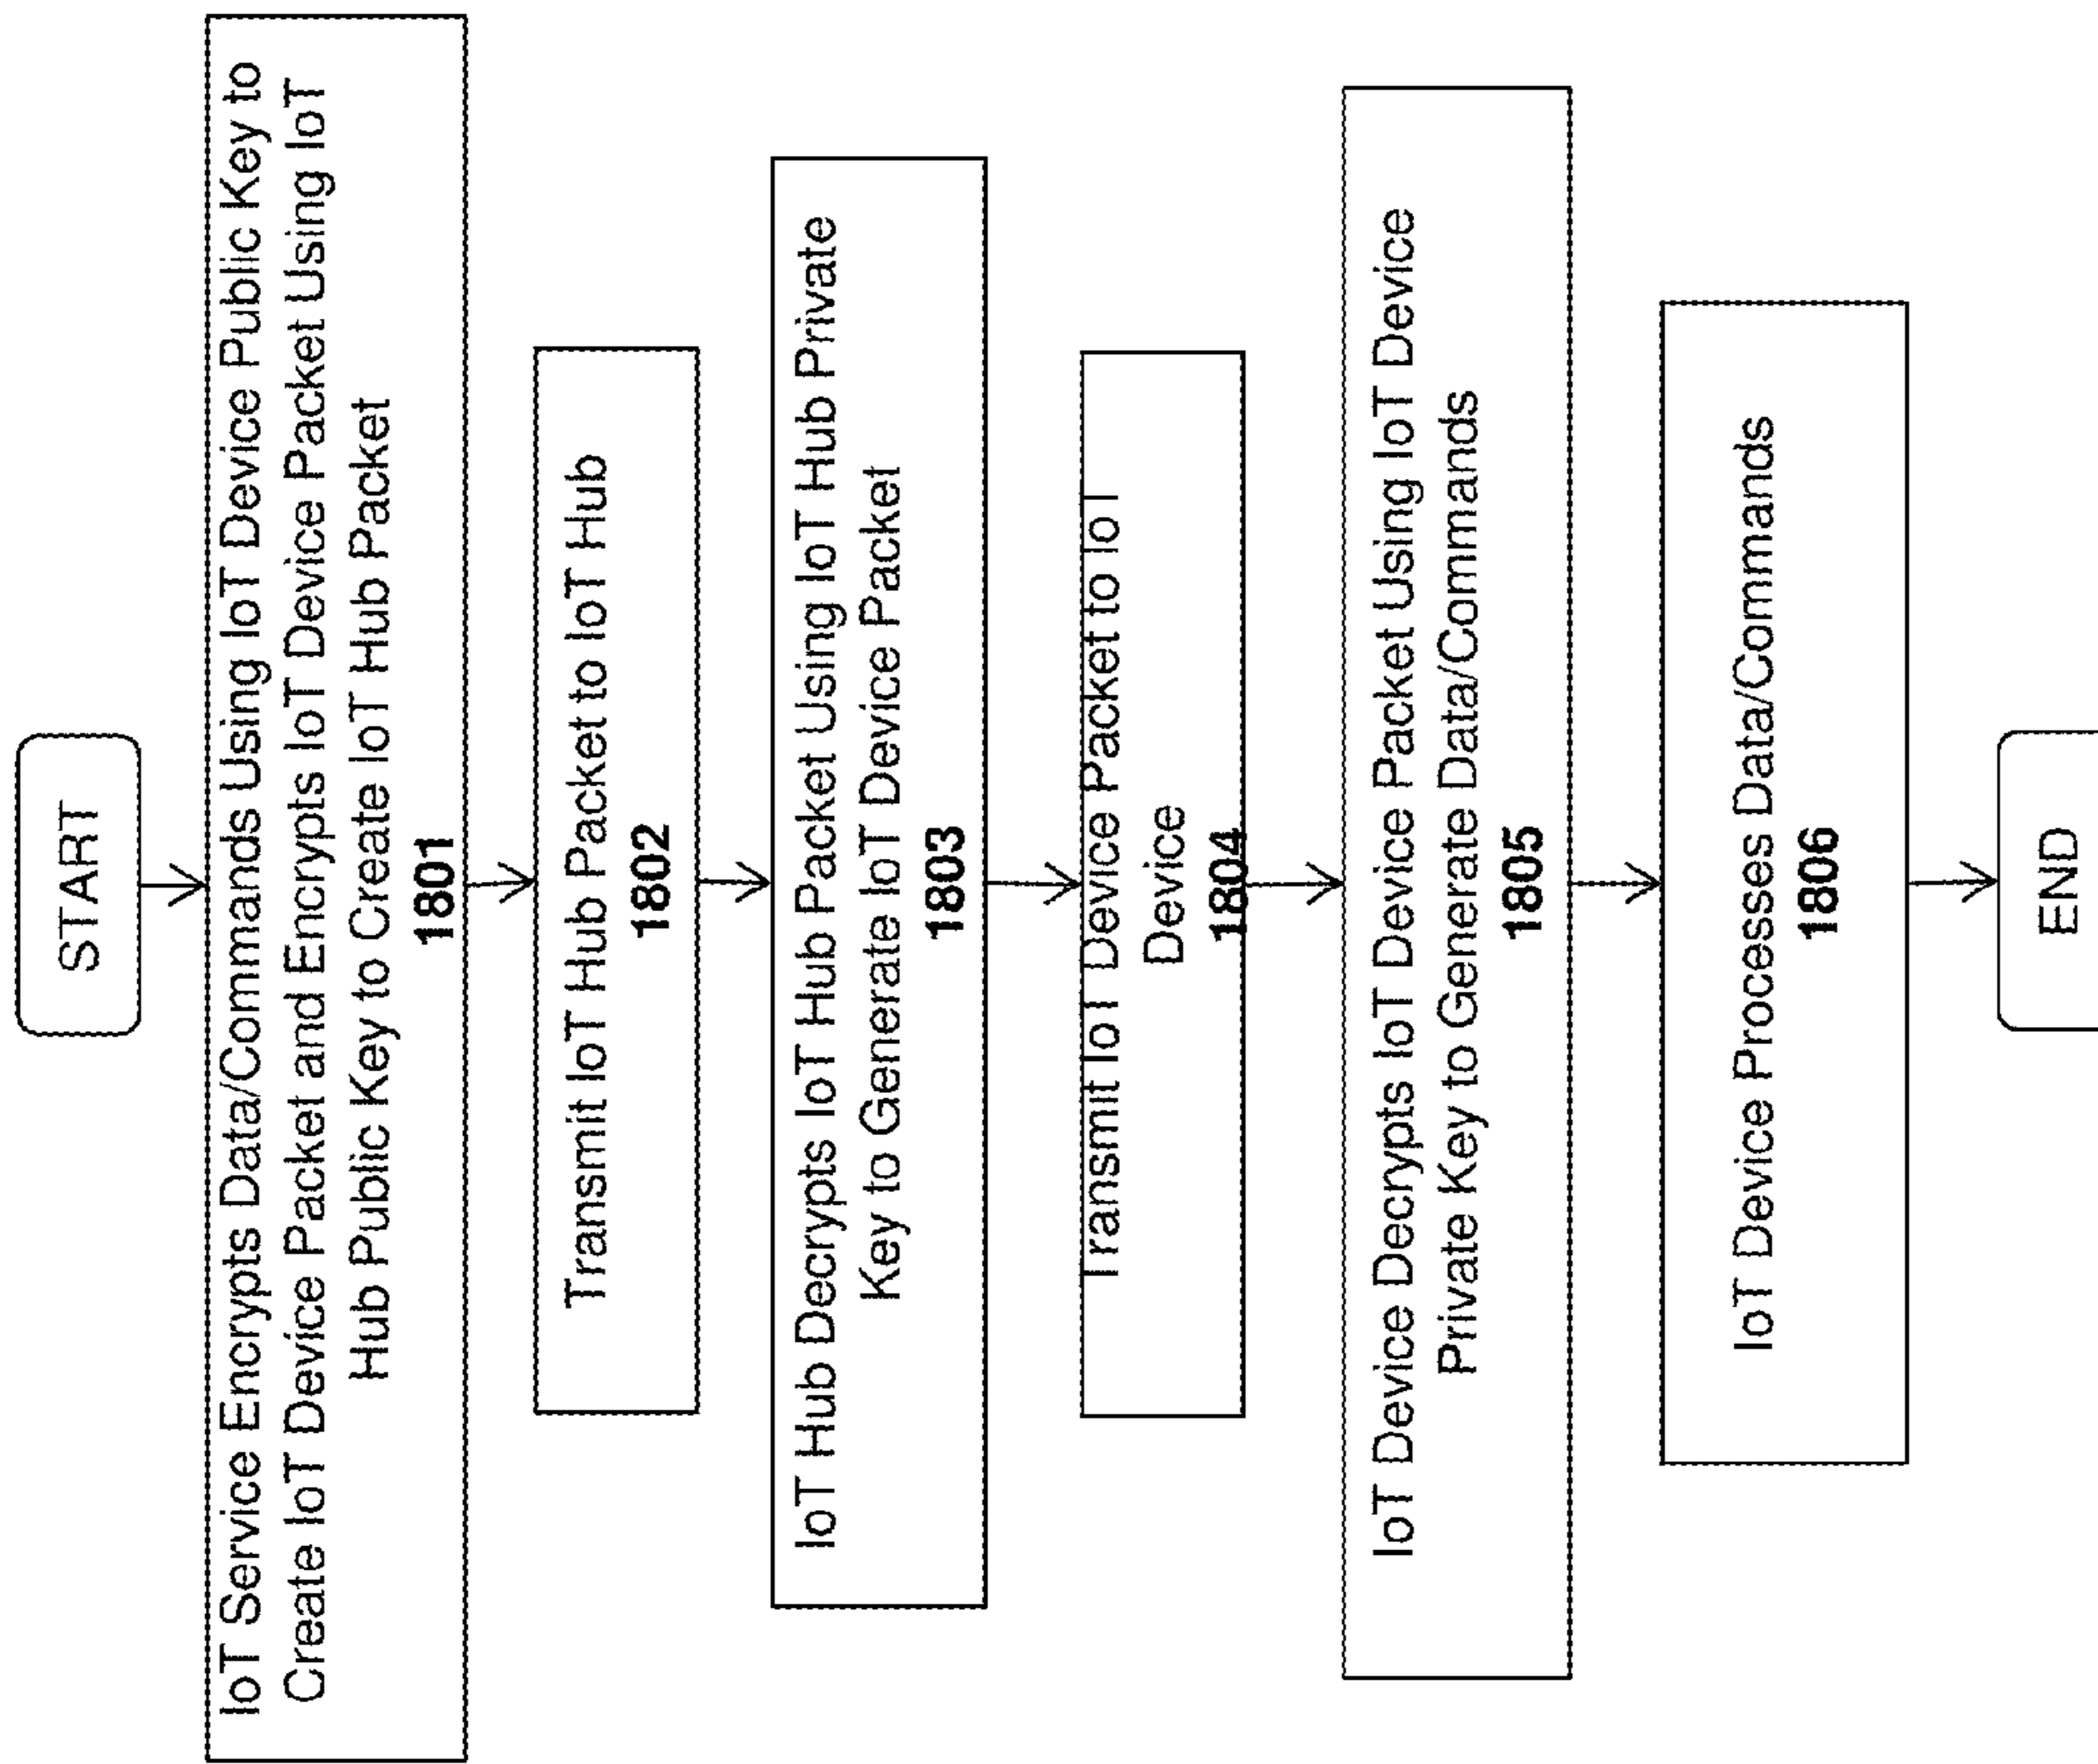 START
IoT Service Encrypts Data/Commands Using IoT Device Public Key to
Create IoT Device Packet and Encrypts IoT Device Packet Using IoT
Hub Public Key to Create IoT Hub Packet
1801
Transmit IoT Hub Packet to IoT Hub
1802
IoT Hub Decrypts IoT Hub Packet Using IoT Hub Private
Key to Generate IoT Device Packet
1803
Transmit IoT Device Packet to IoT
Device
1804
IoT Device Decrypts IoT Device Packet Using IoT Device
Private Key to Generate Data/Commands
1805
IoT Device Processes Data/Commands
1806
END